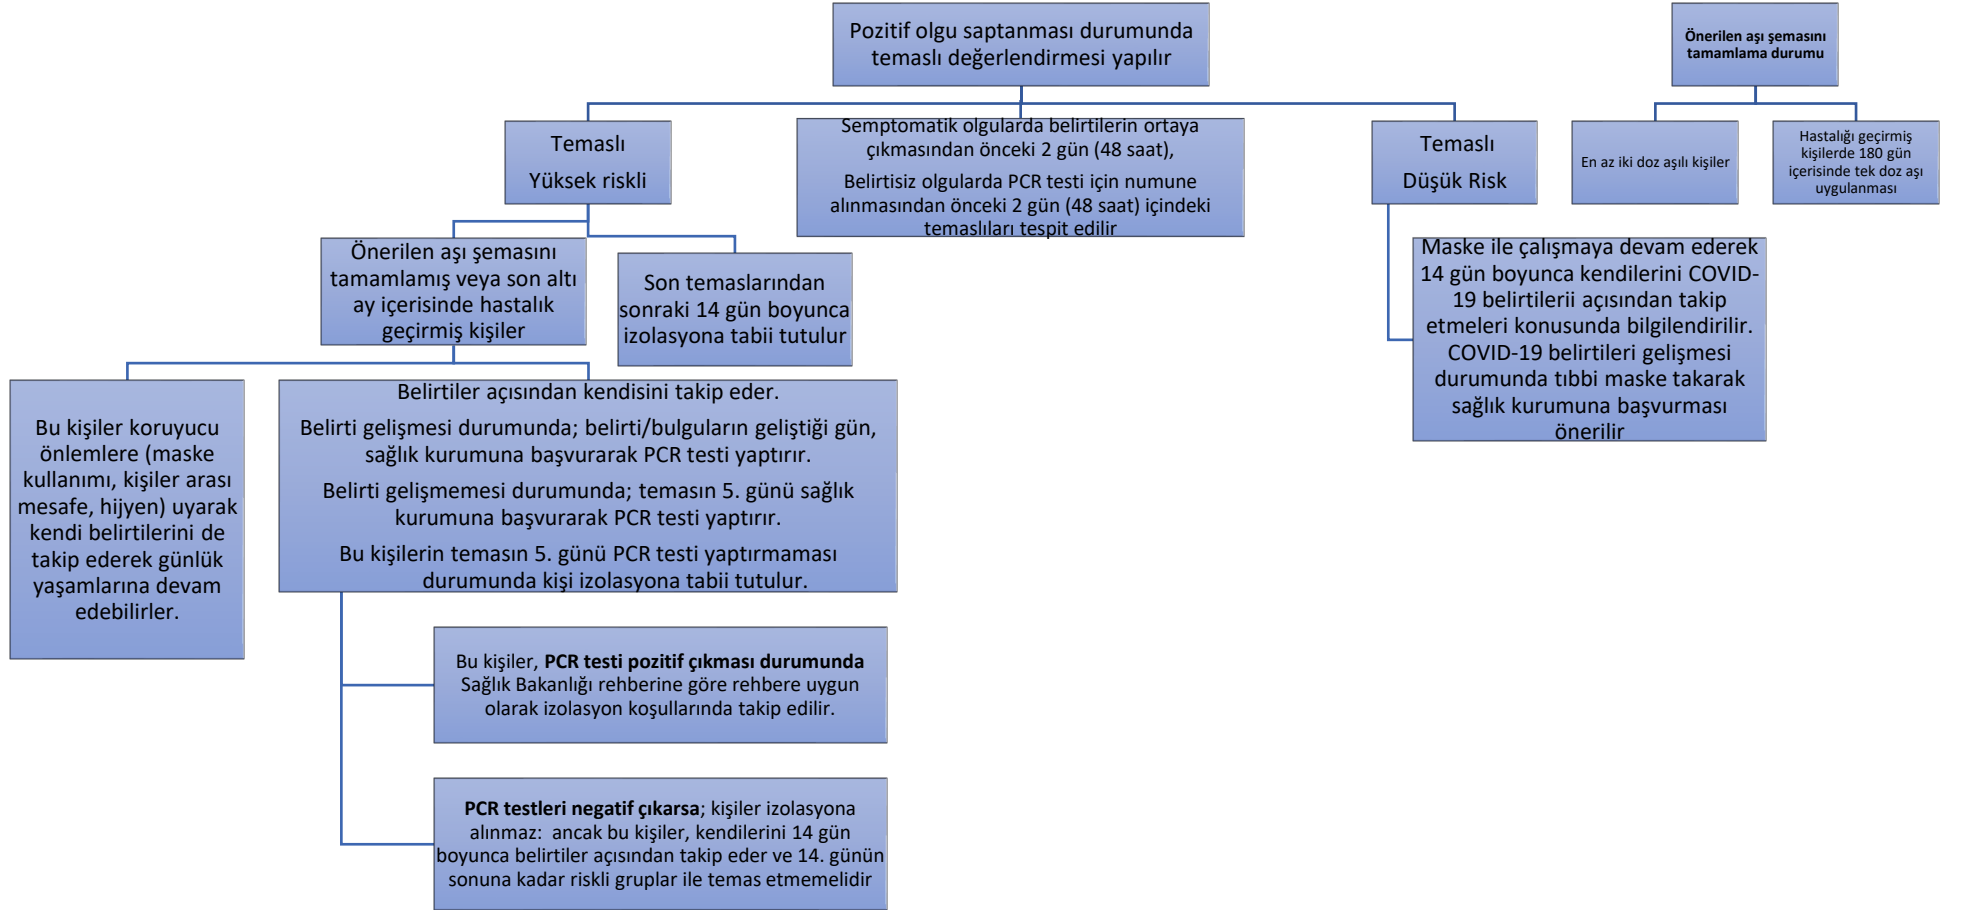 Pozitif olgu saptanması durumunda
temaslı değerlendirmesi yapılır
Önerilen aşı şemasını
tamamlama durumu
Temaslı
Yüksek riskli
Semptomatik olgularda belirtilerin ortaya
çıkmasından önceki 2 gün (48 saat),
Belirtisiz olgularda PCR testi için numune
alınmasından önceki 2 gün (48 saat) içindeki
temaslıları tespit edilir
Temaslı
Düşük Risk
En az iki doz aşılı kişiler
Hastalığı geçirmiş
kişilerde 180 gün
içerisinde tek doz aşı
uygulanması
Önerilen aşı şemasını
tamamlamış veya son altı
ay içerisinde hastalık
geçirmiş kişiler
Son temaslarından
sonraki 14 gün boyunca
izolasyona tabii tutulur
Maske ile çalışmaya devam ederek
14 gün boyunca kendilerini COVID-
19 belirtilerii açısından takip
etmeleri konusunda bilgilendirilir.
COVID-19 belirtileri gelişmesi
durumunda tıbbi maske takarak
sağlık kurumuna başvurması
önerilir
Bu kişiler koruyucu
önlemlere (maske
kullanımı, kişiler arası
mesafe, hijyen) uyarak
kendi belirtilerini de
takip ederek günlük
yaşamlarına devam
edebilirler.
Belirtiler açısından kendisini takip eder.
Belirti gelişmesi durumunda; belirti/bulguların geliştiği gün,
sağlık kurumuna başvurarak PCR testi yaptırır.
Belirti gelişmemesi durumunda; temasın 5. günü sağlık
kurumuna başvurarak PCR testi yaptırır.
Bu kişilerin temasın 5. günü PCR testi yaptırmaması
durumunda kişi izolasyona tabii tutulur.
Bu kişiler, PCR testi pozitif çıkması durumunda
Sağlık Bakanlığı rehberine göre rehbere uygun
olarak izolasyon koşullarında takip edilir.
PCR testleri negatif çıkarsa; kişiler izolasyona
alınmaz: ancak bu kişiler, kendilerini 14 gün
boyunca belirtiler açısından takip eder ve 14. günün
sonuna kadar riskli gruplar ile temas etmemelidir